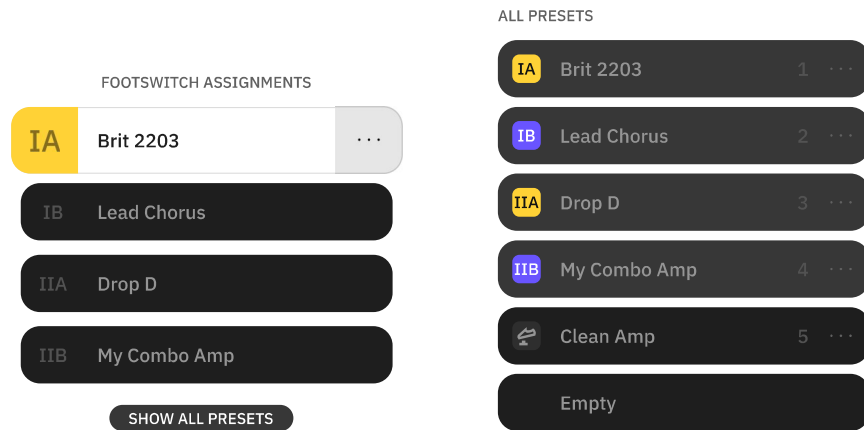 FOOTSWITCH ASSIGNMENTS
IA Brit 2203 ...
IB Lead Chorus
IIA Drop D
IIB My Combo Amp
SHOW ALL PRESETS
ALL PRESETS
IA Brit 2203 1 ...
IB Lead Chorus 2 ...
IIA Drop D 3 ...
IIB My Combo Amp 4 ...
Clean Amp 5 ...
Empty